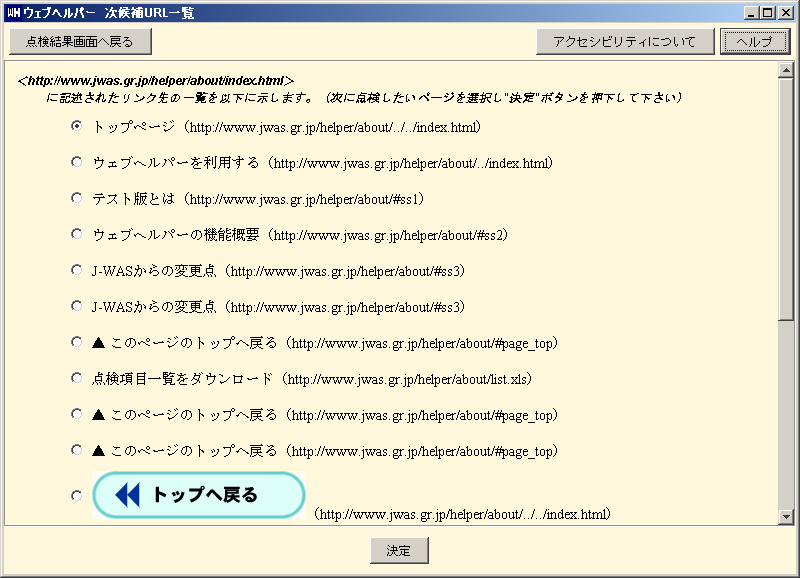 WH ウェブヘルパー 次候補URL一覧
点検結果画面へ戻る
アクセシビリティについて
ヘルプ
<http://www.jwas.gr.jp/helper/about/index.html>
に記述されたリンク先の一覧を以下に示します。（次に点検したいページを選択し"決定"ボタンを押下して下さい）
トップページ（http://www.jwas.gr.jp/helper/about/../../index.html）
ウェブヘルパーを利用する（http://www.jwas.gr.jp/helper/about/../index.html）
テスト版とは（http://www.jwas.gr.jp/helper/about/#ss1）
ウェブヘルパーの機能概要（http://www.jwas.gr.jp/helper/about/#ss2）
J-WASからの変更点（http://www.jwas.gr.jp/helper/about/#ss3）
J-WASからの変更点（http://www.jwas.gr.jp/helper/about/#ss3）
▲ このページのトップへ戻る（http://www.jwas.gr.jp/helper/about/#page_top）
点検項目一覧をダウンロード（http://www.jwas.gr.jp/helper/about/list.xls）
▲ このページのトップへ戻る（http://www.jwas.gr.jp/helper/about/#page_top）
▲ このページのトップへ戻る（http://www.jwas.gr.jp/helper/about/#page_top）
トップへ戻る（http://www.jwas.gr.jp/helper/about/../../index.html）
決定